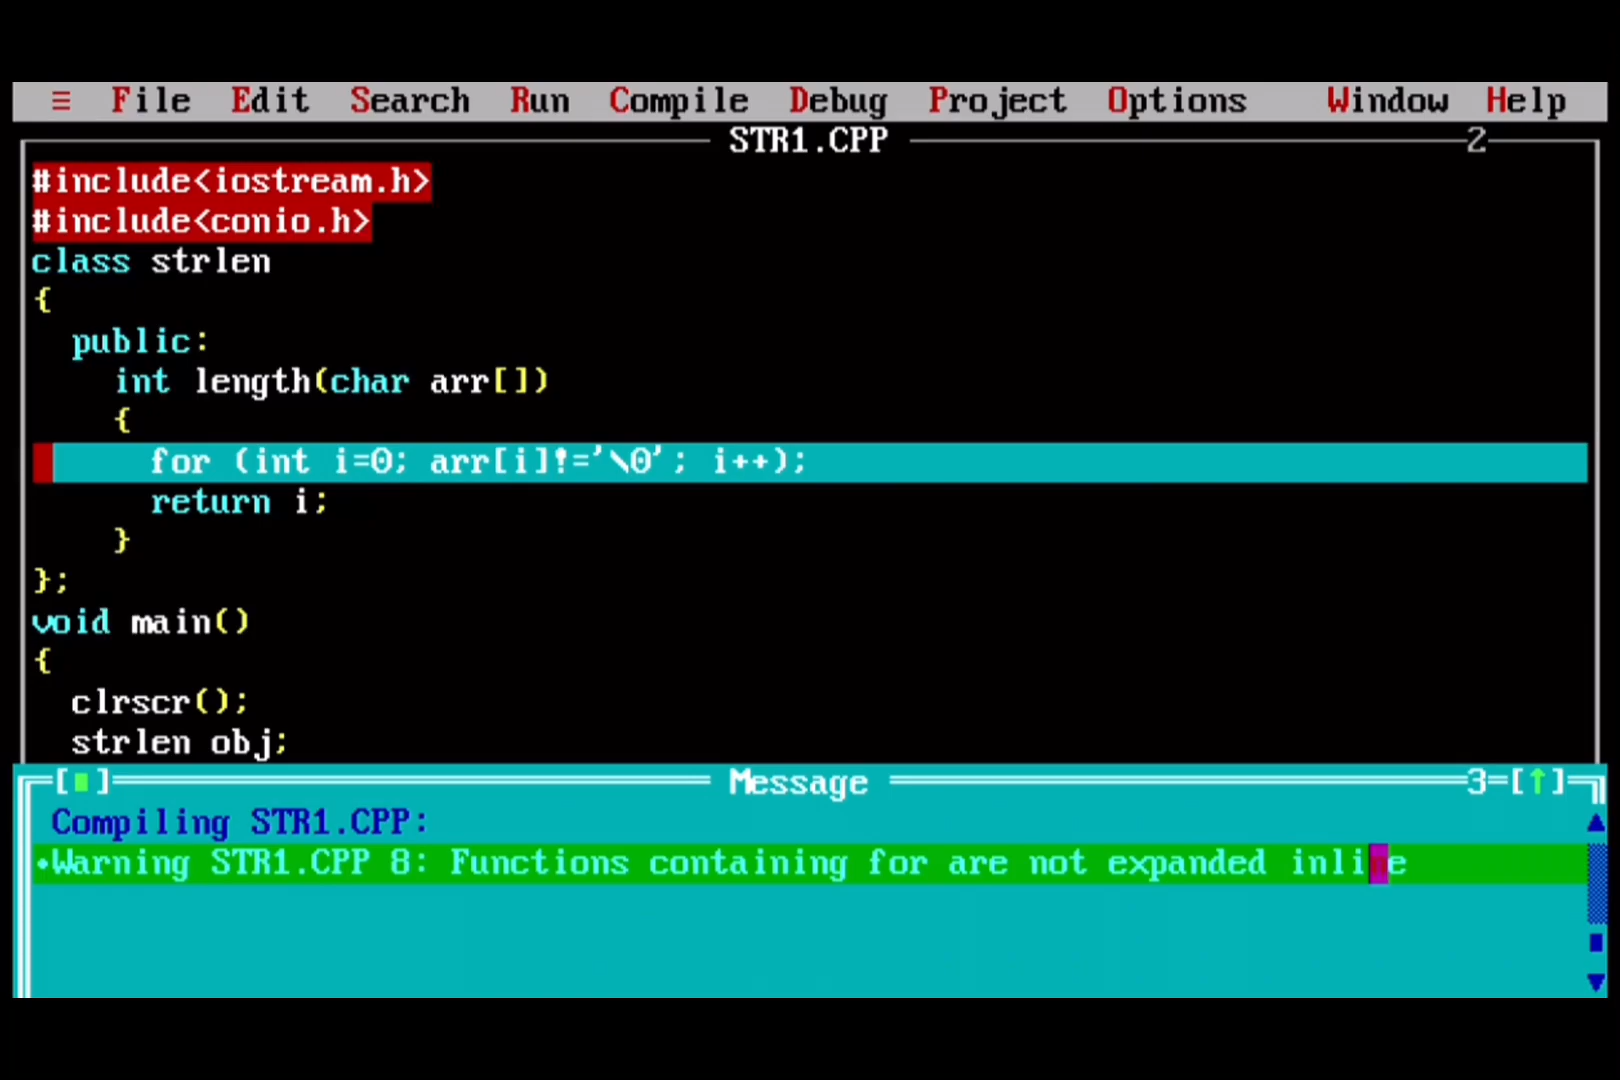 ≡ File Edit Search Run Compile Debug Project Options Window Help
STR1.CPP 2
#include<iostream.h>
#include<conio.h>
class strlen
{
public:
int length(char arr[])
{
for (int i=0; arr[i]!='\0'; i++);
return i;
}
};
void main()
{
clrscr();
strlen obj;
[■] Message 3=[↑]
Compiling STR1.CPP:
•Warning STR1.CPP 8: Functions containing for are not expanded inline